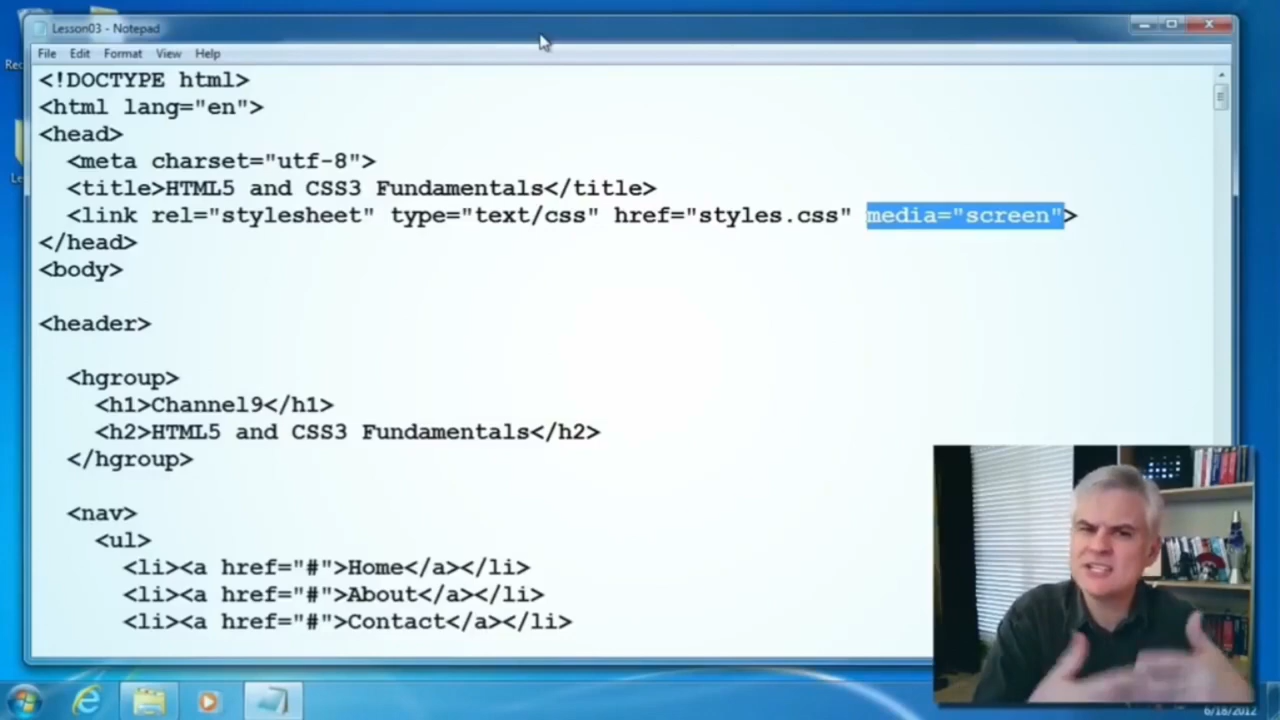 Lesson03 - Notepad
File Edit Format View Help
<!DOCTYPE html>
<html lang="en">
<head>
  <meta charset="utf-8">
  <title>HTML5 and CSS3 Fundamentals</title>
  <link rel="stylesheet" type="text/css" href="styles.css" media="screen">
</head>
<body>
<header>
  <hgroup>
    <h1>Channel9</h1>
    <h2>HTML5 and CSS3 Fundamentals</h2>
  </hgroup>
  <nav>
    <ul>
      <li><a href="#">Home</a></li>
      <li><a href="#">About</a></li>
      <li><a href="#">Contact</a></li>
6/18/2012